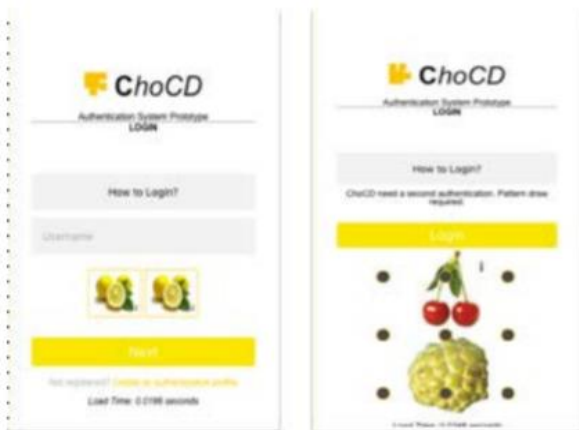 ChoCD
Authentication System Prototype
LOGIN
How to Login?
Username
Next
Not registered? Create an authentication profile
Load Time: 0.0198 seconds
ChoCD
Authentication System Prototype
LOGIN
How to Login?
ChoCD need a second authentication. Pattern draw
required.
Login